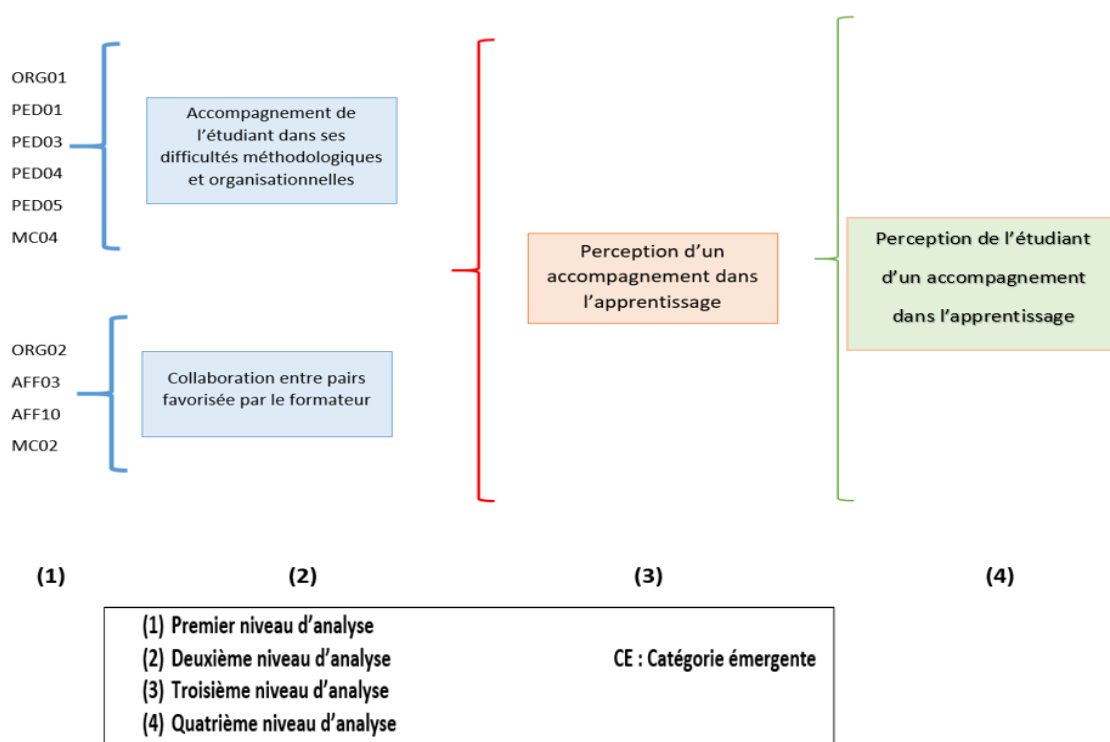 ORG01
PED01
PED03
PED04
PED05
MC04
Accompagnement de
l’étudiant dans ses
difficultés méthodologiques
et organisationnelles
ORG02
AFF03
AFF10
MC02
Collaboration entre pairs
favorisée par le formateur
Perception d’un
accompagnement dans
l’apprentissage
Perception de l’étudiant
d’un accompagnement
dans l’apprentissage
(1)
(2)
(3)
(4)
(1) Premier niveau d’analyse
(2) Deuxième niveau d’analyse
(3) Troisième niveau d’analyse
(4) Quatrième niveau d’analyse
CE : Catégorie émergente